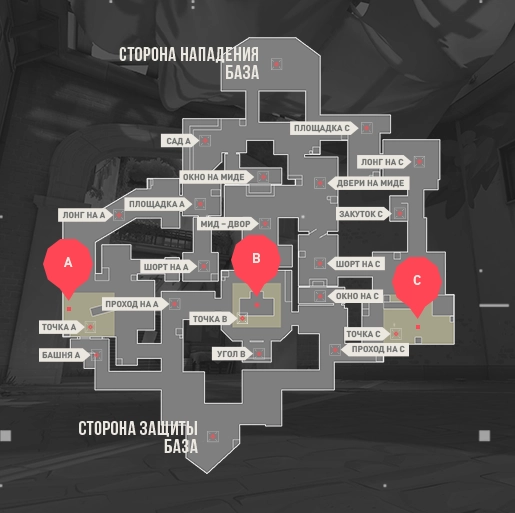 СТОРОНА НАПАДЕНИЯ
БАЗА
ПЛОЩАДКА C
САД A
ЛОНГ НА C
ОКНО НА МИДЕ
ДВЕРИ НА МИДЕ
ПЛОЩАДКА A
ЛОНГ НА A
ЗАКУТОК C
МИД – ДВОР
A
B
ШОРТ НА A
ШОРТ НА C
C
ОКНО НА C
ПРОХОД НА A
ТОЧКА B
ТОЧКА A
ТОЧКА C
БАШНЯ A
УГОЛ B
ПРОХОД НА C
СТОРОНА ЗАЩИТЫ
БАЗА